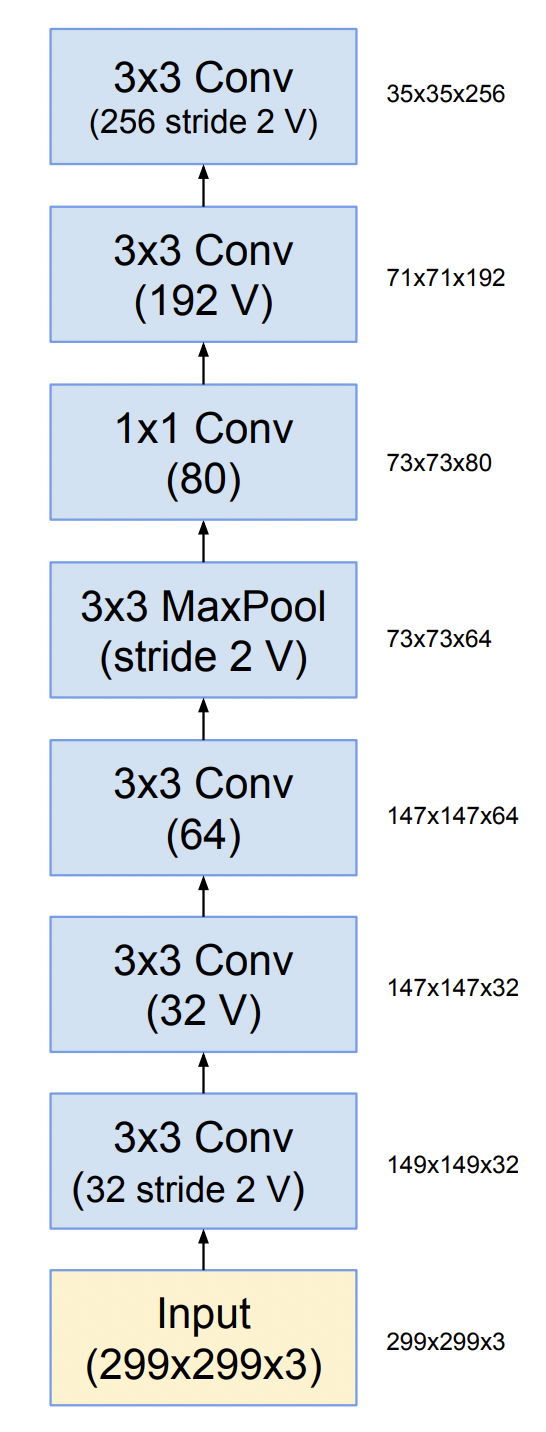 3x3 Conv
(256 stride 2 V)
35x35x256
3x3 Conv
(192 V)
71x71x192
1x1 Conv
(80)
73x73x80
3x3 MaxPool
(stride 2 V)
73x73x64
3x3 Conv
(64)
147x147x64
3x3 Conv
(32 V)
147x147x32
3x3 Conv
(32 stride 2 V)
149x149x32
Input
(299x299x3)
299x299x3